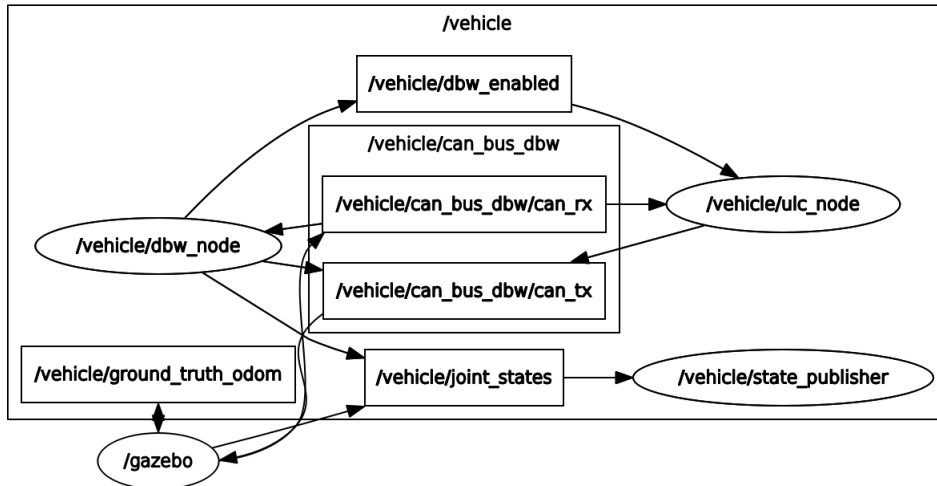 /vehicle
/vehicle/dbw_enabled
/vehicle/can_bus_dbw
/vehicle/can_bus_dbw/can_rx
/vehicle/ulc_node
/vehicle/dbw_node
/vehicle/can_bus_dbw/can_tx
/vehicle/ground_truth_odom
/vehicle/joint_states
/vehicle/state_publisher
/gazebo